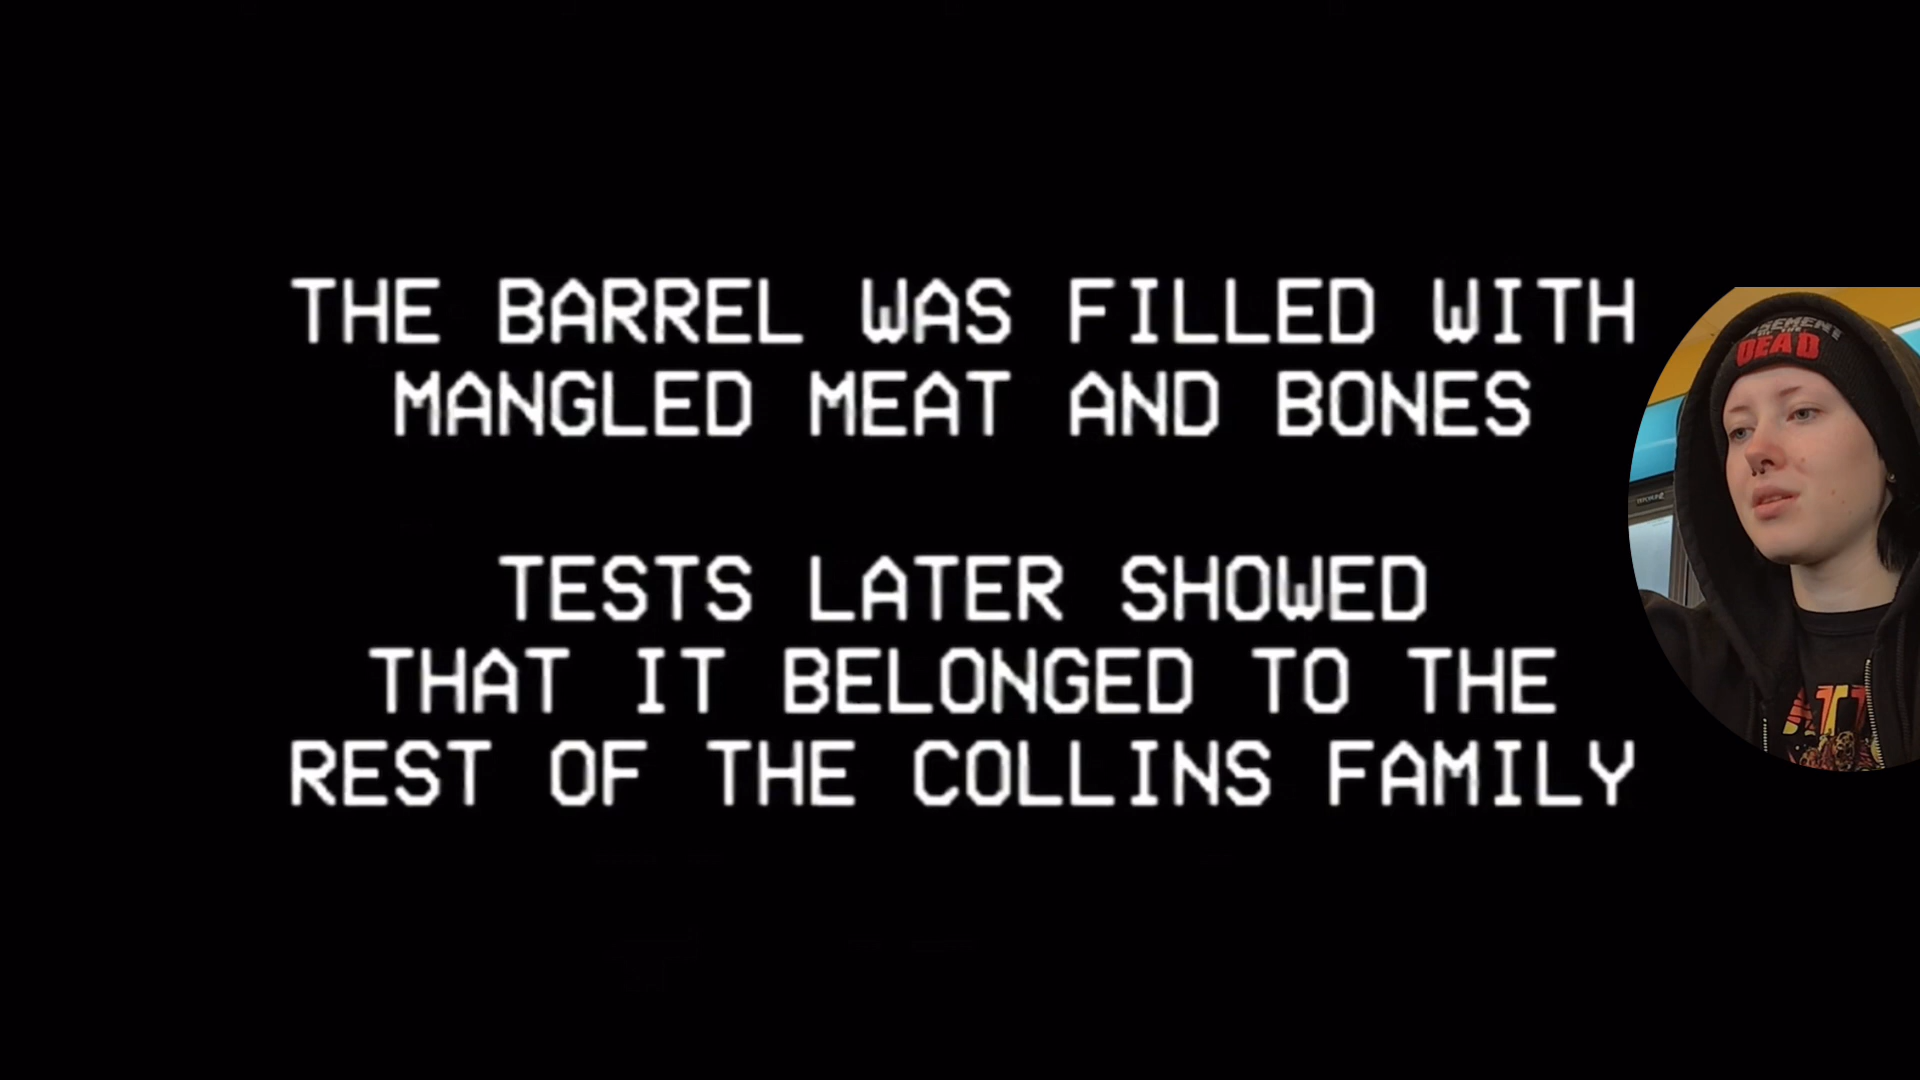 THE BARREL WAS FILLED WITH
MANGLED MEAT AND BONES
TESTS LATER SHOWED
THAT IT BELONGED TO THE
REST OF THE COLLINS FAMILY
DEAD